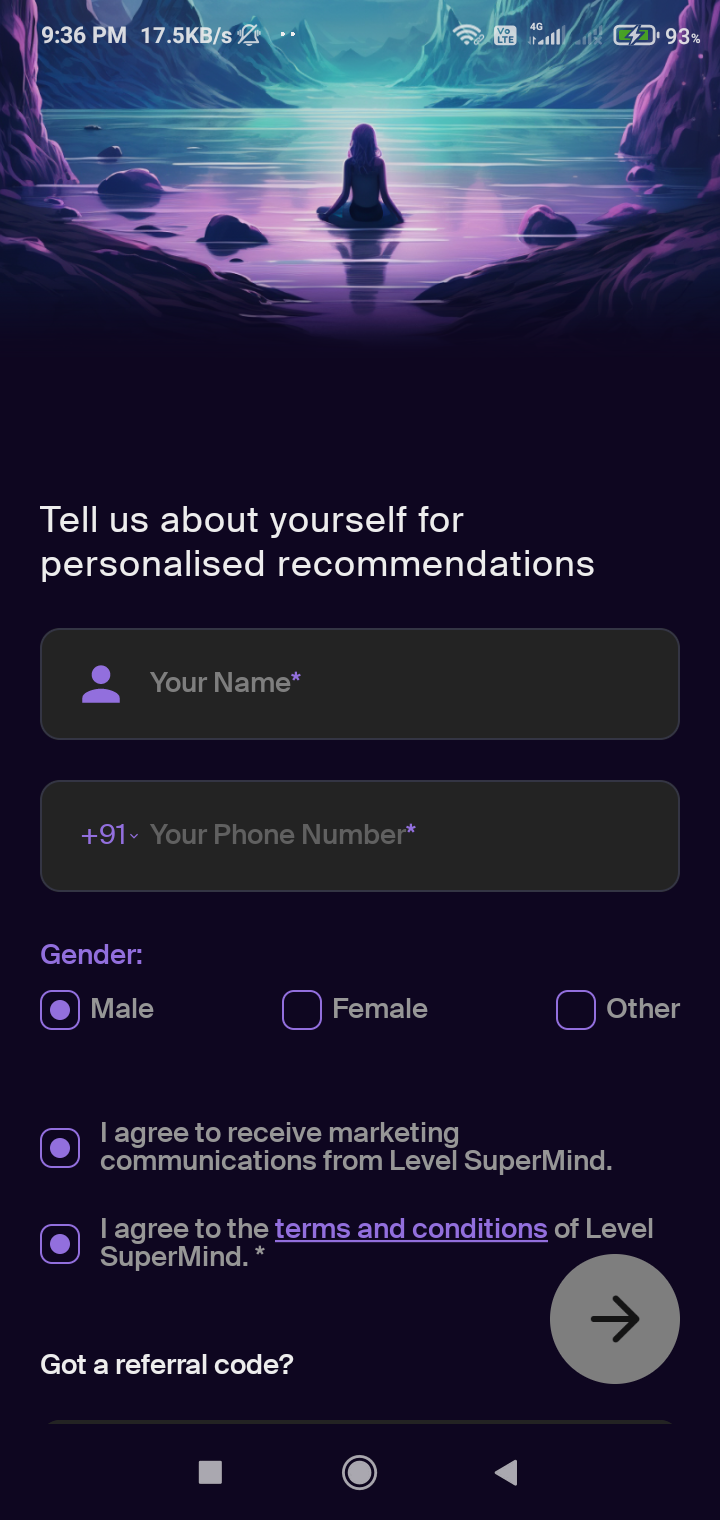 9:36 PM 17.5KB/s
Vo LTE 4G 93%
Tell us about yourself for
personalised recommendations
Your Name*
+91 Your Phone Number*
Gender:
Male Female Other
I agree to receive marketing
communications from Level SuperMind.
I agree to the terms and conditions of Level
SuperMind. *
Got a referral code?